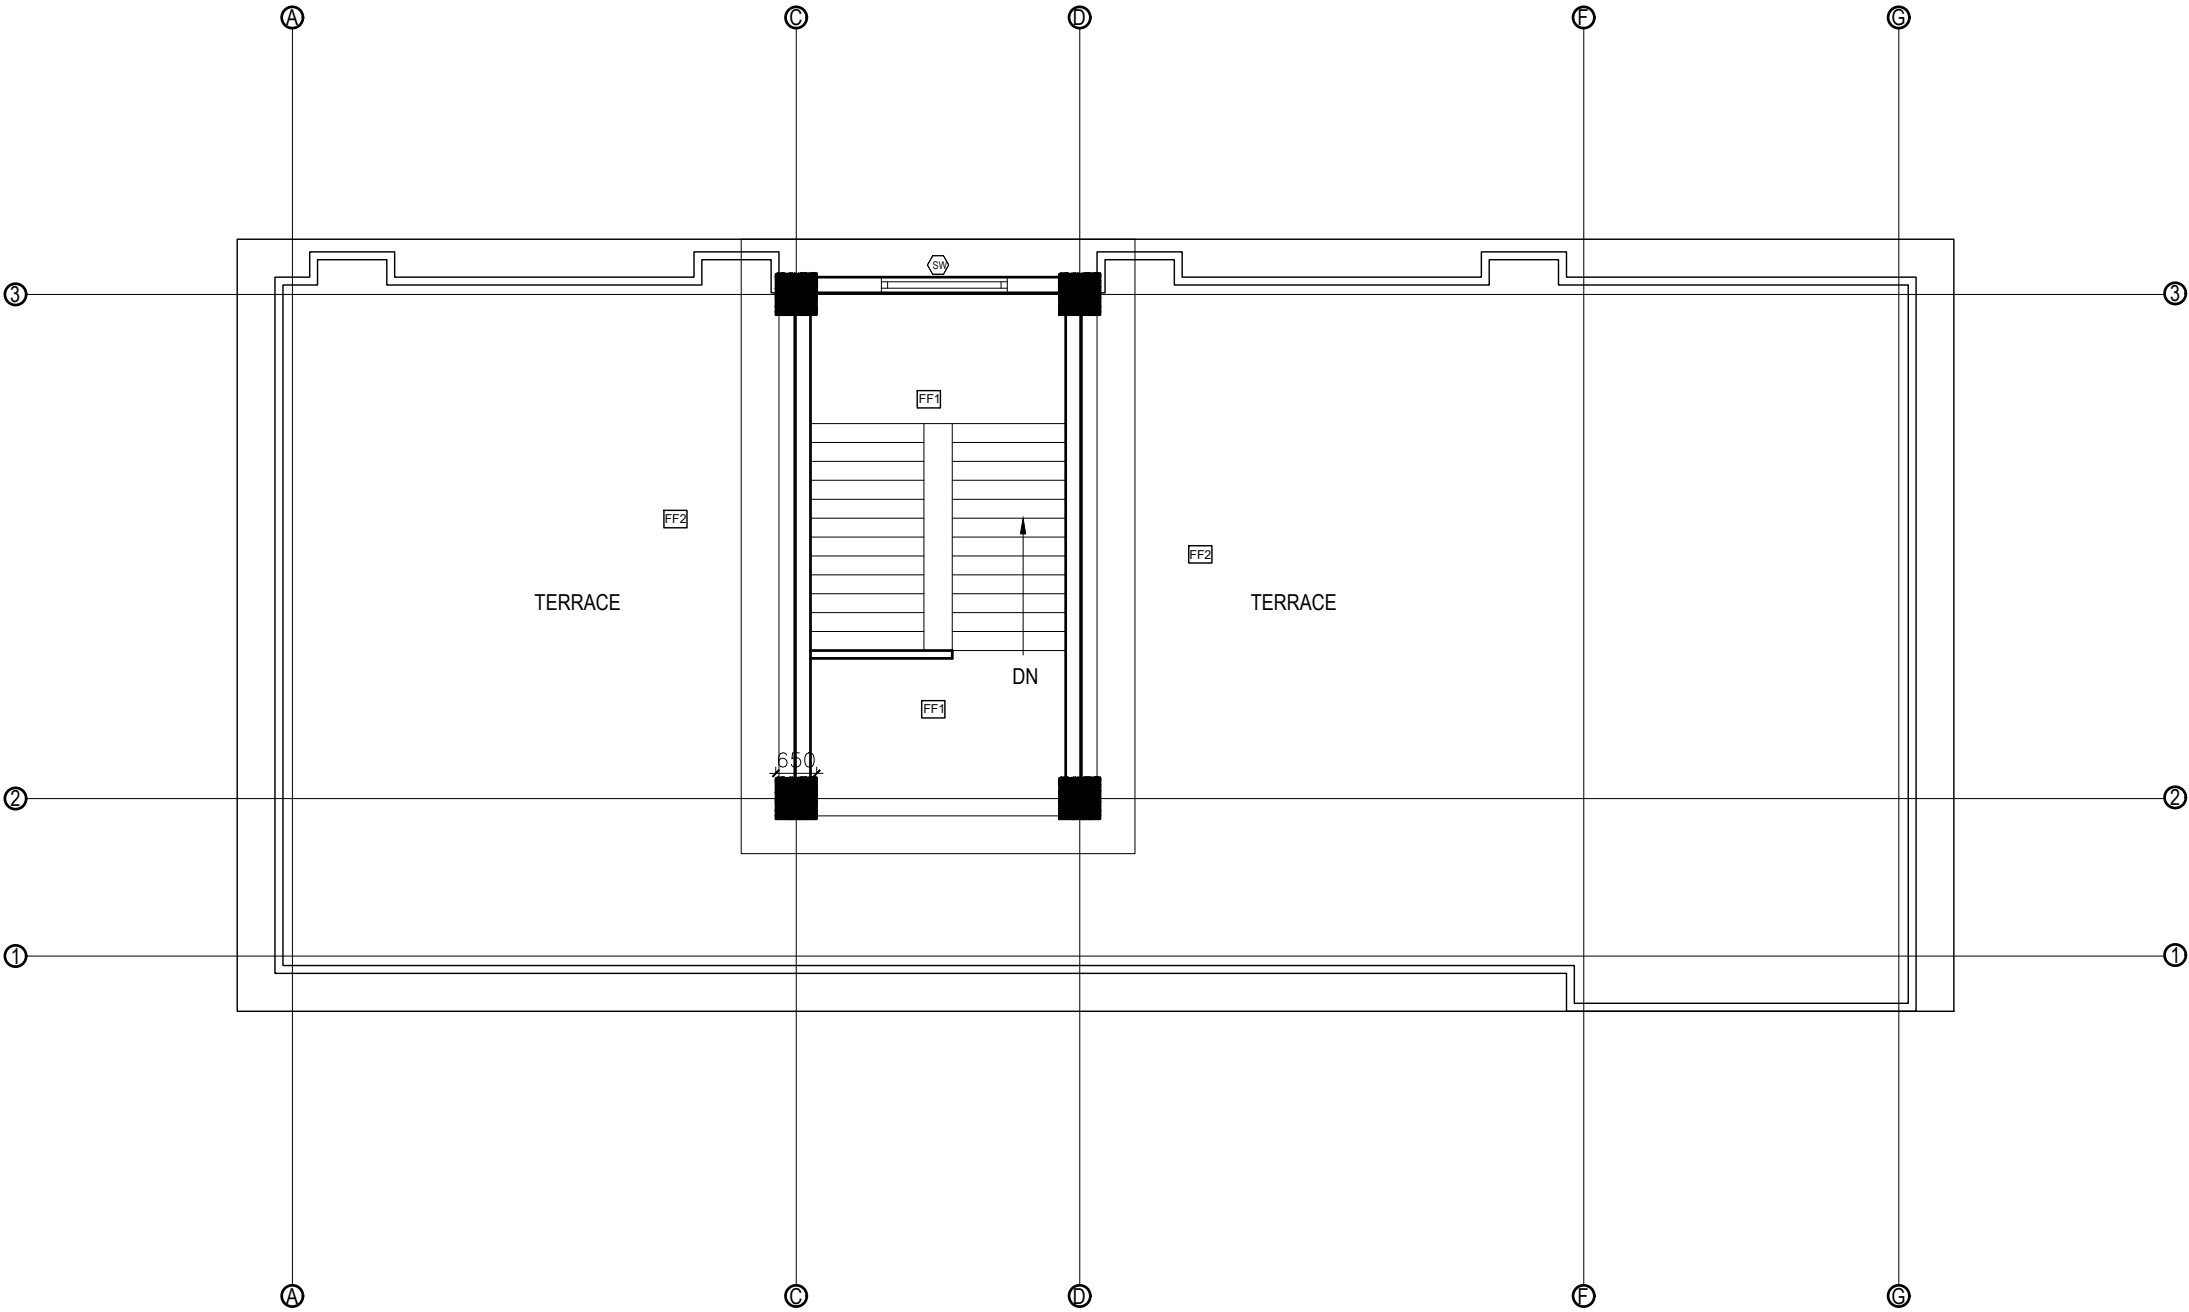 A C D F G
SW
3 3
FF1
FF2
FF2
TERRACE TERRACE
DN
FF1
650
2 2
1 1
A C D F G